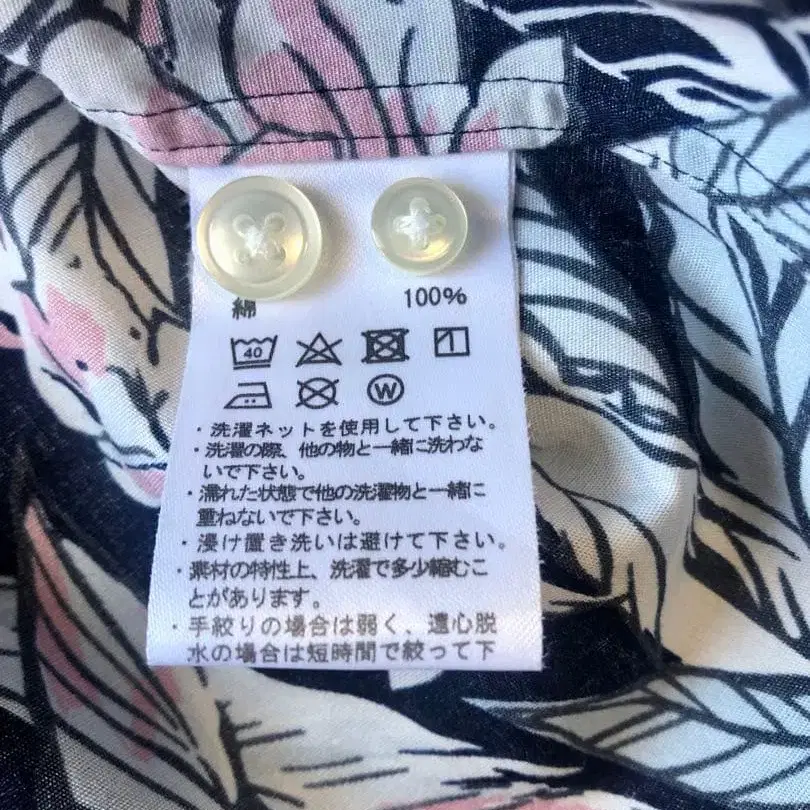 綿 100%
40
W
・洗濯ネットを使用して下さい。
・洗濯の際、他の物と一緒に洗わな
いで下さい。
・濡れた状態で他の洗濯物と一緒に
重ねないで下さい。
・浸け置き洗いは避けて下さい。
・素材の特性上、洗濯で多少縮むこ
とがあります。
・手絞りの場合は弱く、遠心脱
水の場合は短時間で絞って下